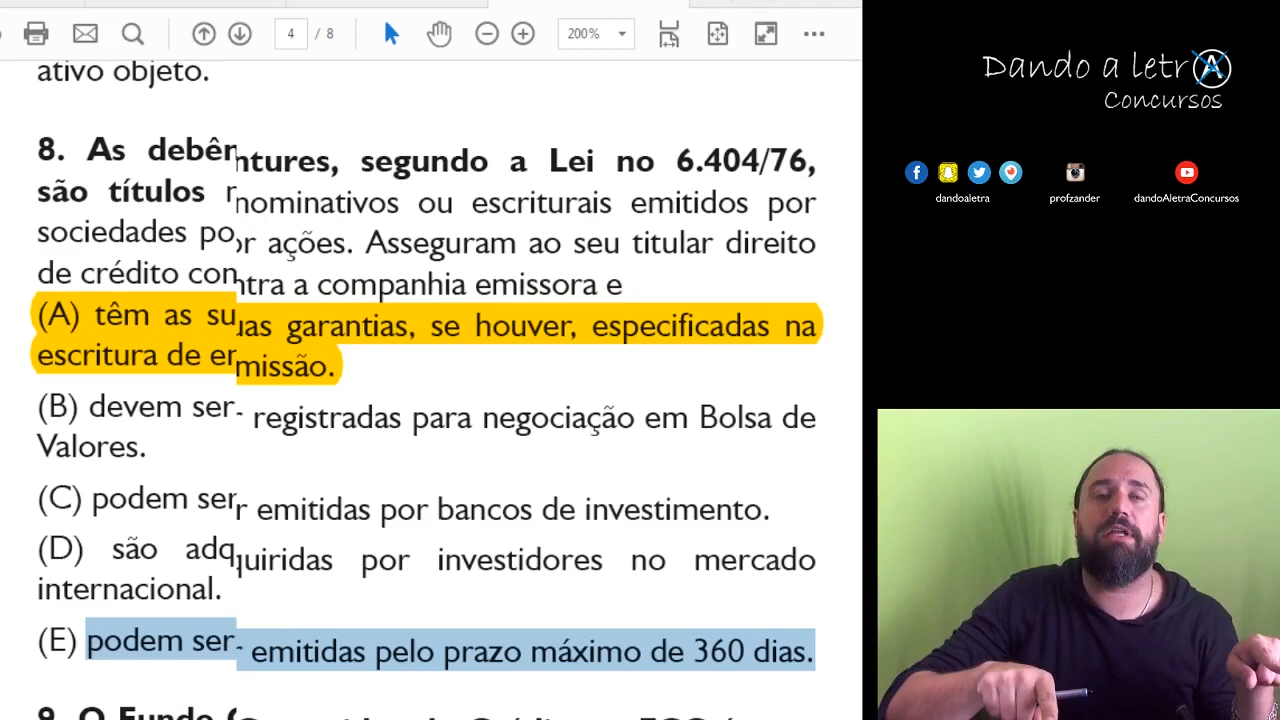 4 / 8
200%
ativo objeto.
8. As debêntures, segundo a Lei no 6.404/76,
são títulos nominativos ou escriturais emitidos por
sociedades por ações. Asseguram ao seu titular direito
de crédito contra a companhia emissora e
(A) têm as suas garantias, se houver, especificadas na
escritura de emissão.
(B) devem ser registradas para negociação em Bolsa de
Valores.
(C) podem ser emitidas por bancos de investimento.
(D) são adquiridas por investidores no mercado
internacional.
(E) podem ser emitidas pelo prazo máximo de 360 dias.
Dando a letrA
Concursos
dandoaletra
profzander
dandoAletraConcursos